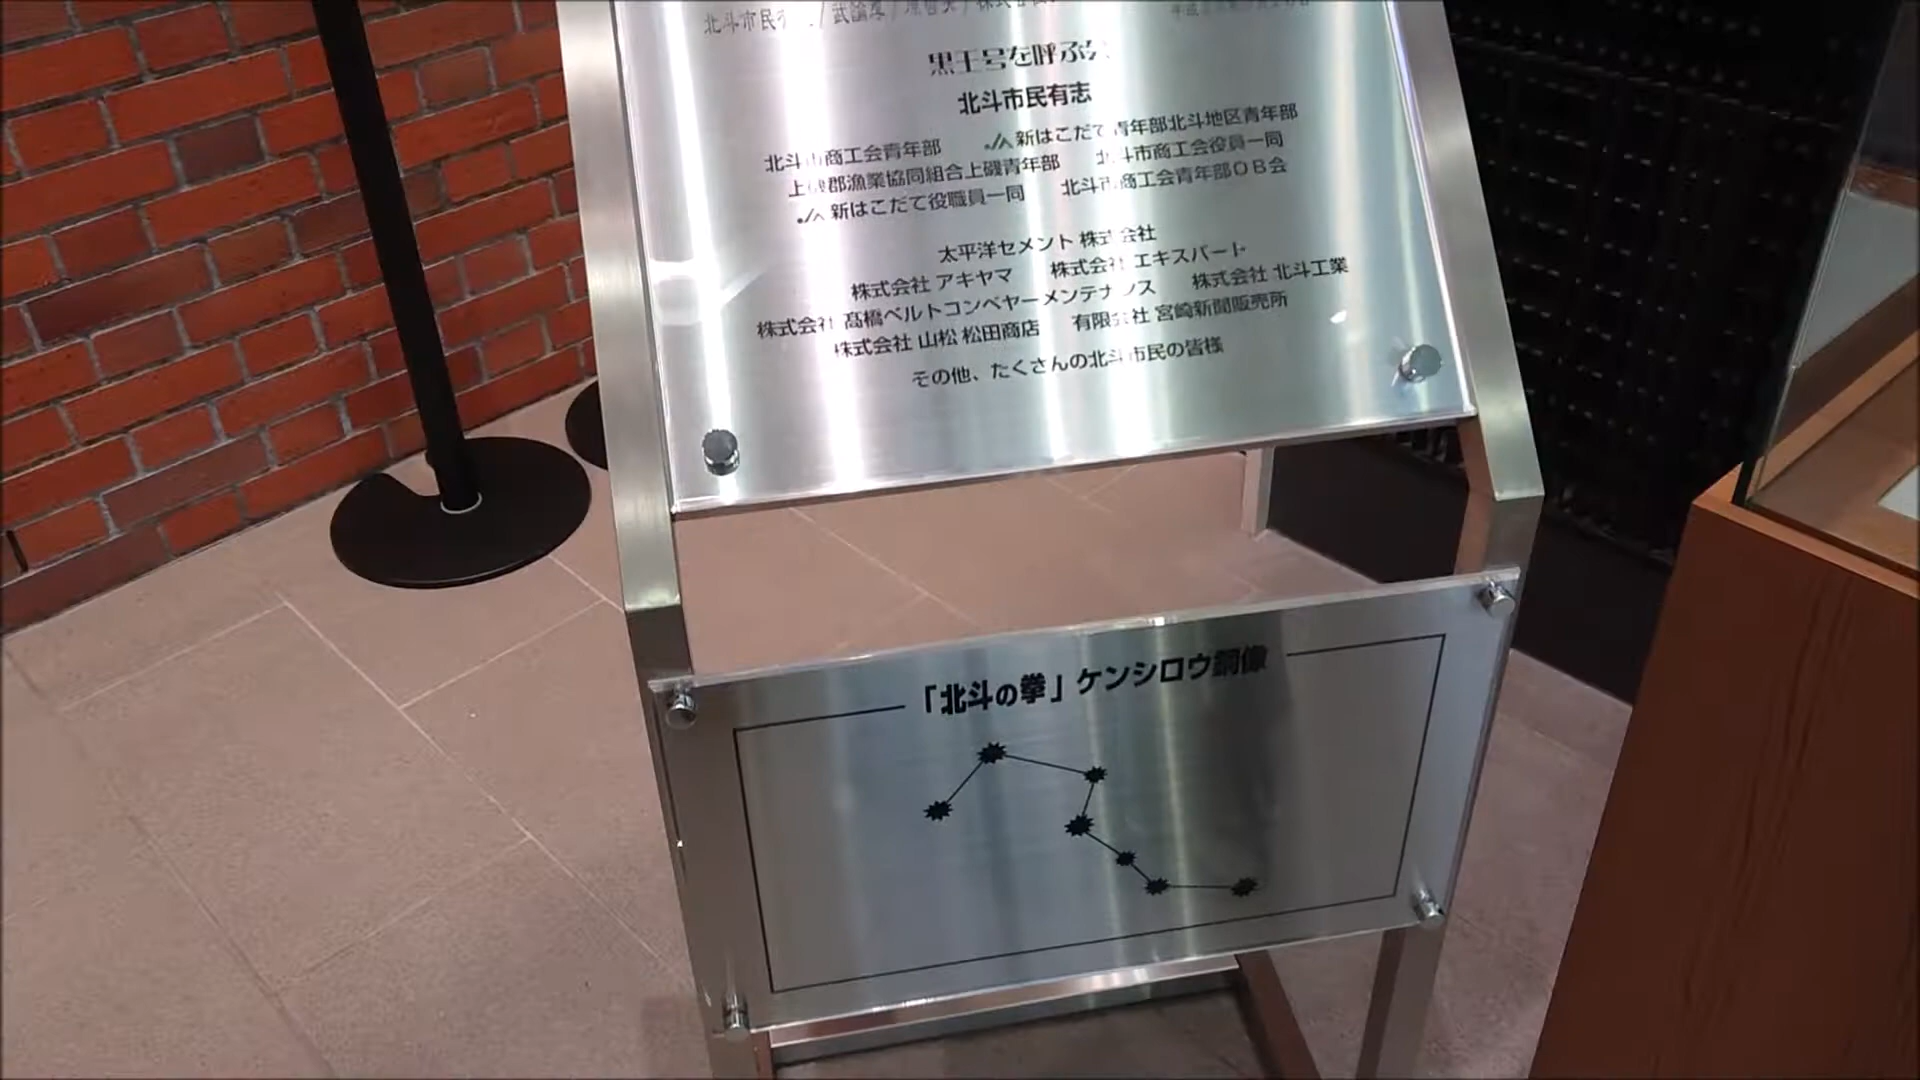 北斗市民
黒王号を呼ぶ会
北斗市民有志
北斗市商工会青年部 JA新はこだて青年部北斗地区青年部
上磯郡漁業協同組合上磯青年部 北斗市商工会役員一同
JA新はこだて役職員一同 北斗市商工会青年部OB会
太平洋セメント 株式会社
株式会社 アキヤマ 株式会社 エキスパート
株式会社 髙橋ベルトコンベヤーメンテナンス 株式会社 北斗工業
株式会社 山松 松田商店 有限会社 宮崎新聞販売所
その他、たくさんの北斗市民の皆様
「北斗の拳」ケンシロウ銅像